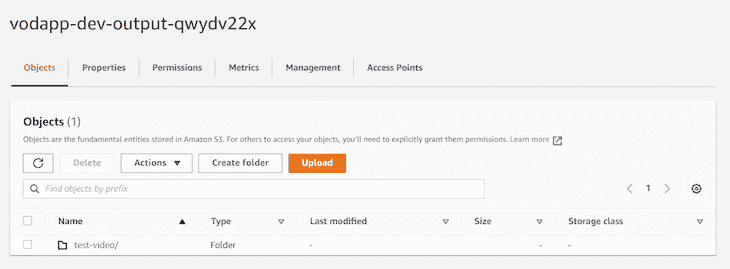 vodapp-dev-output-qwydv22x
Objects Properties Permissions Metrics Management Access Points
Objects (1)
Objects are the fundamental entities stored in Amazon S3. For others to access your objects, you'll need to explicitly grant them permissions. Learn more
Delete Actions Create folder Upload
Find objects by prefix 1
Name Type Last modified Size Storage class
test-video/ Folder - - -